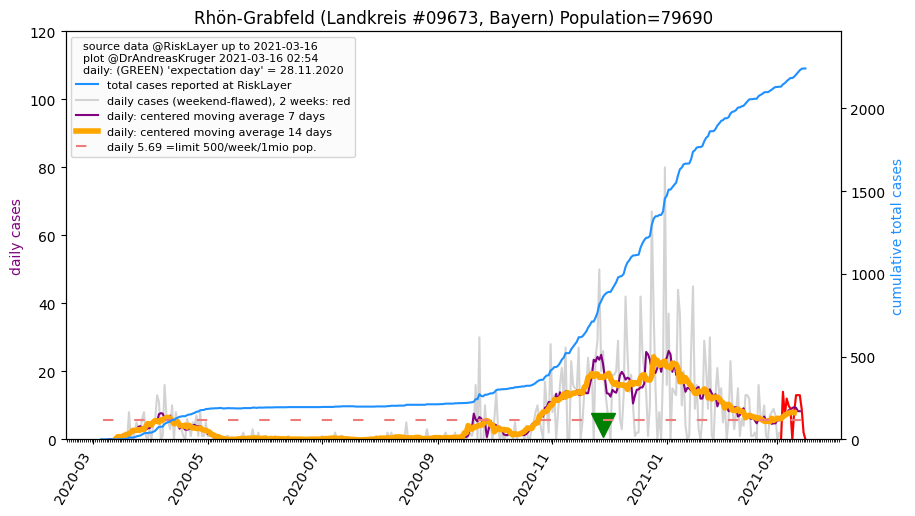 Rhön-Grabfeld (Landkreis #09673, Bayern) Population=79690
source data @RiskLayer up to 2021-03-16
plot @DrAndreasKruger 2021-03-16 02:54
daily: (GREEN) 'expectation day' = 28.11.2020
total cases reported at RiskLayer
daily cases (weekend-flawed), 2 weeks: red
daily: centered moving average 7 days
daily: centered moving average 14 days
daily 5.69 =limit 500/week/1mio pop.
daily cases
120
100
80
60
40
20
0
cumulative total cases
2000
1500
1000
500
0
2020-03
2020-05
2020-07
2020-09
2020-11
2021-01
2021-03